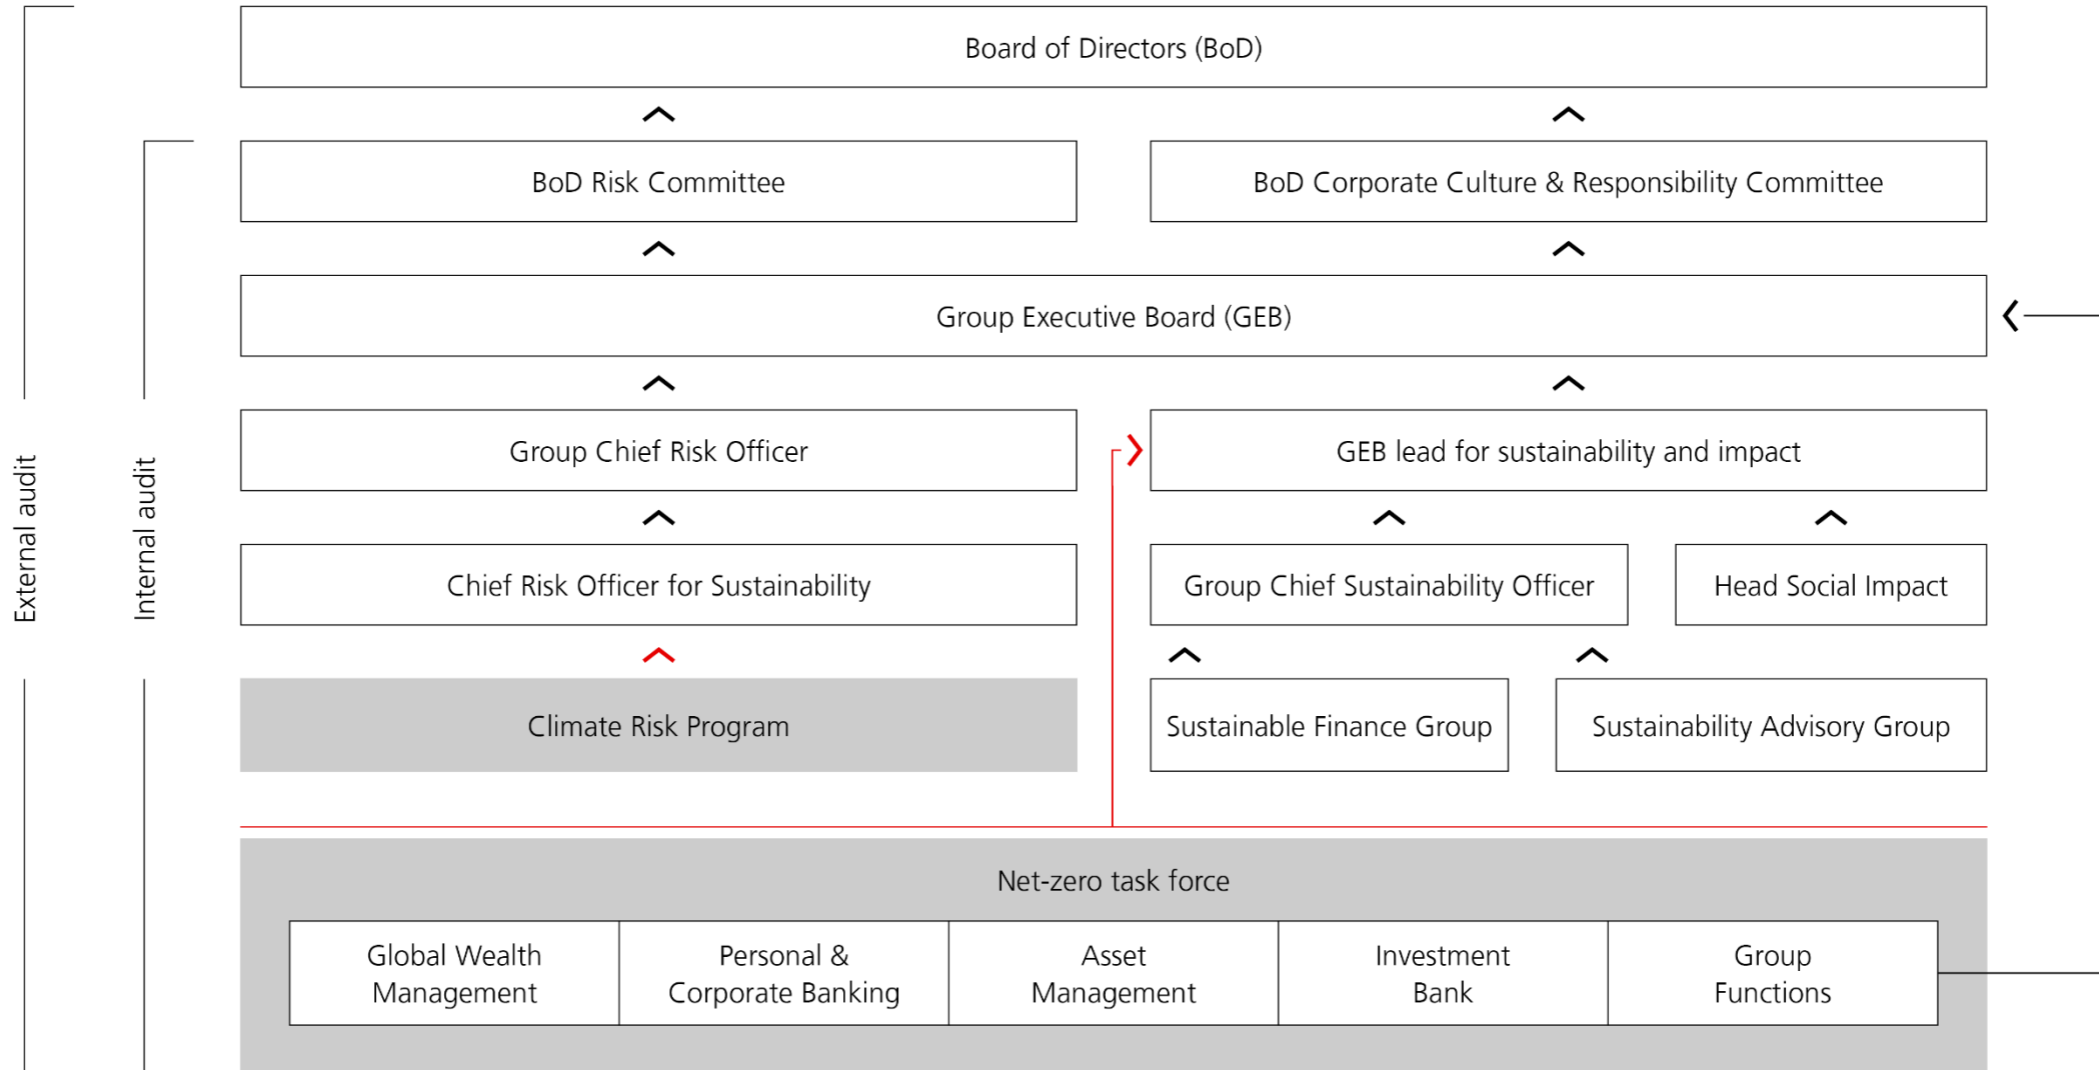 Board of Directors (BoD)
BoD Risk Committee
BoD Corporate Culture & Responsibility Committee
Group Executive Board (GEB)
Group Chief Risk Officer
GEB lead for sustainability and impact
External audit
Internal audit
Chief Risk Officer for Sustainability
Group Chief Sustainability Officer
Head Social Impact
Climate Risk Program
Sustainable Finance Group
Sustainability Advisory Group
Net-zero task force
Global Wealth
Management
Personal &
Corporate Banking
Asset
Management
Investment
Bank
Group
Functions